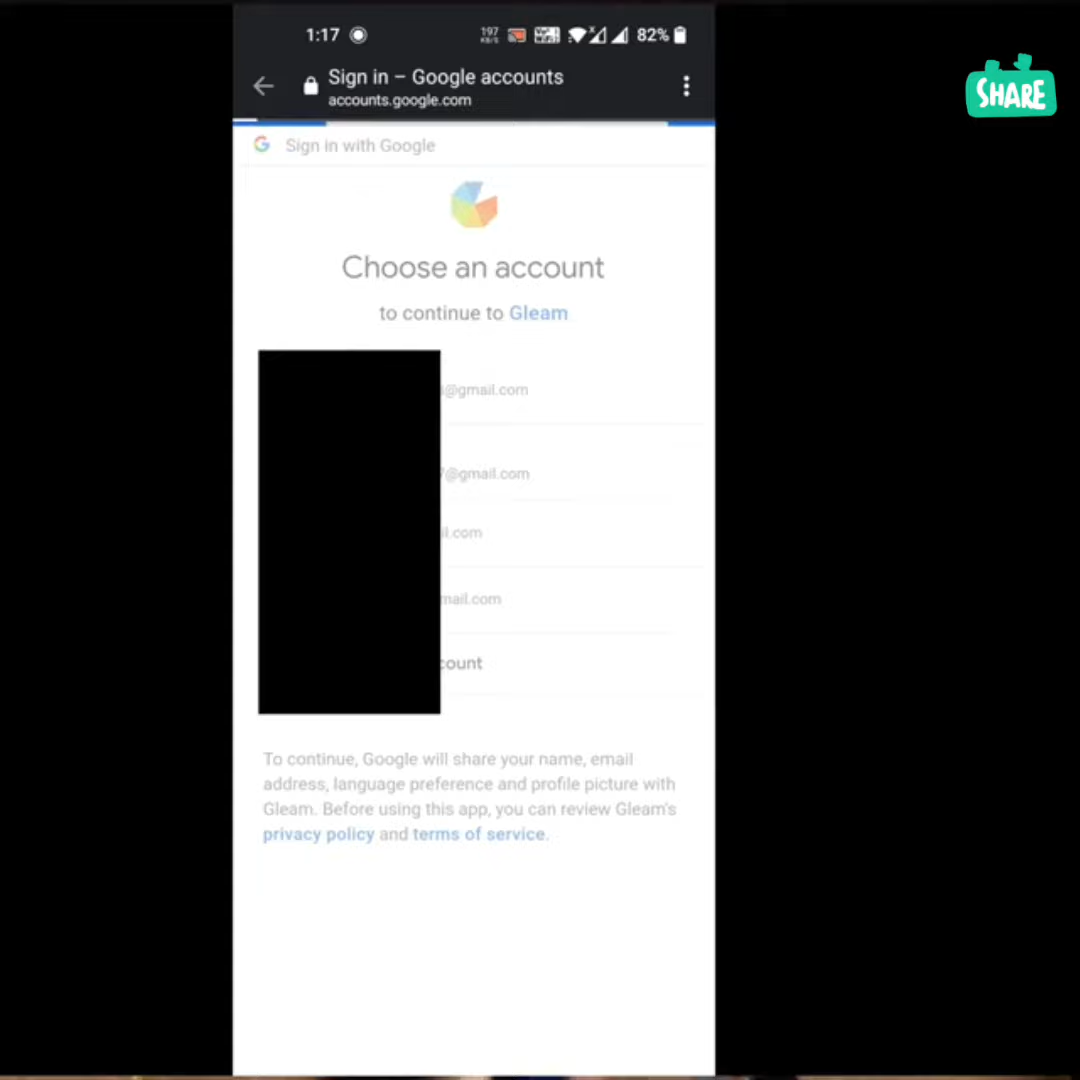 1:17
197
KB/S
82%
SHARE
Sign in – Google accounts
accounts.google.com
Sign in with Google
Choose an account
to continue to Gleam
@gmail.com
@gmail.com
il.com
mail.com
count
To continue, Google will share your name, email
address, language preference and profile picture with
Gleam. Before using this app, you can review Gleam's
privacy policy and terms of service.